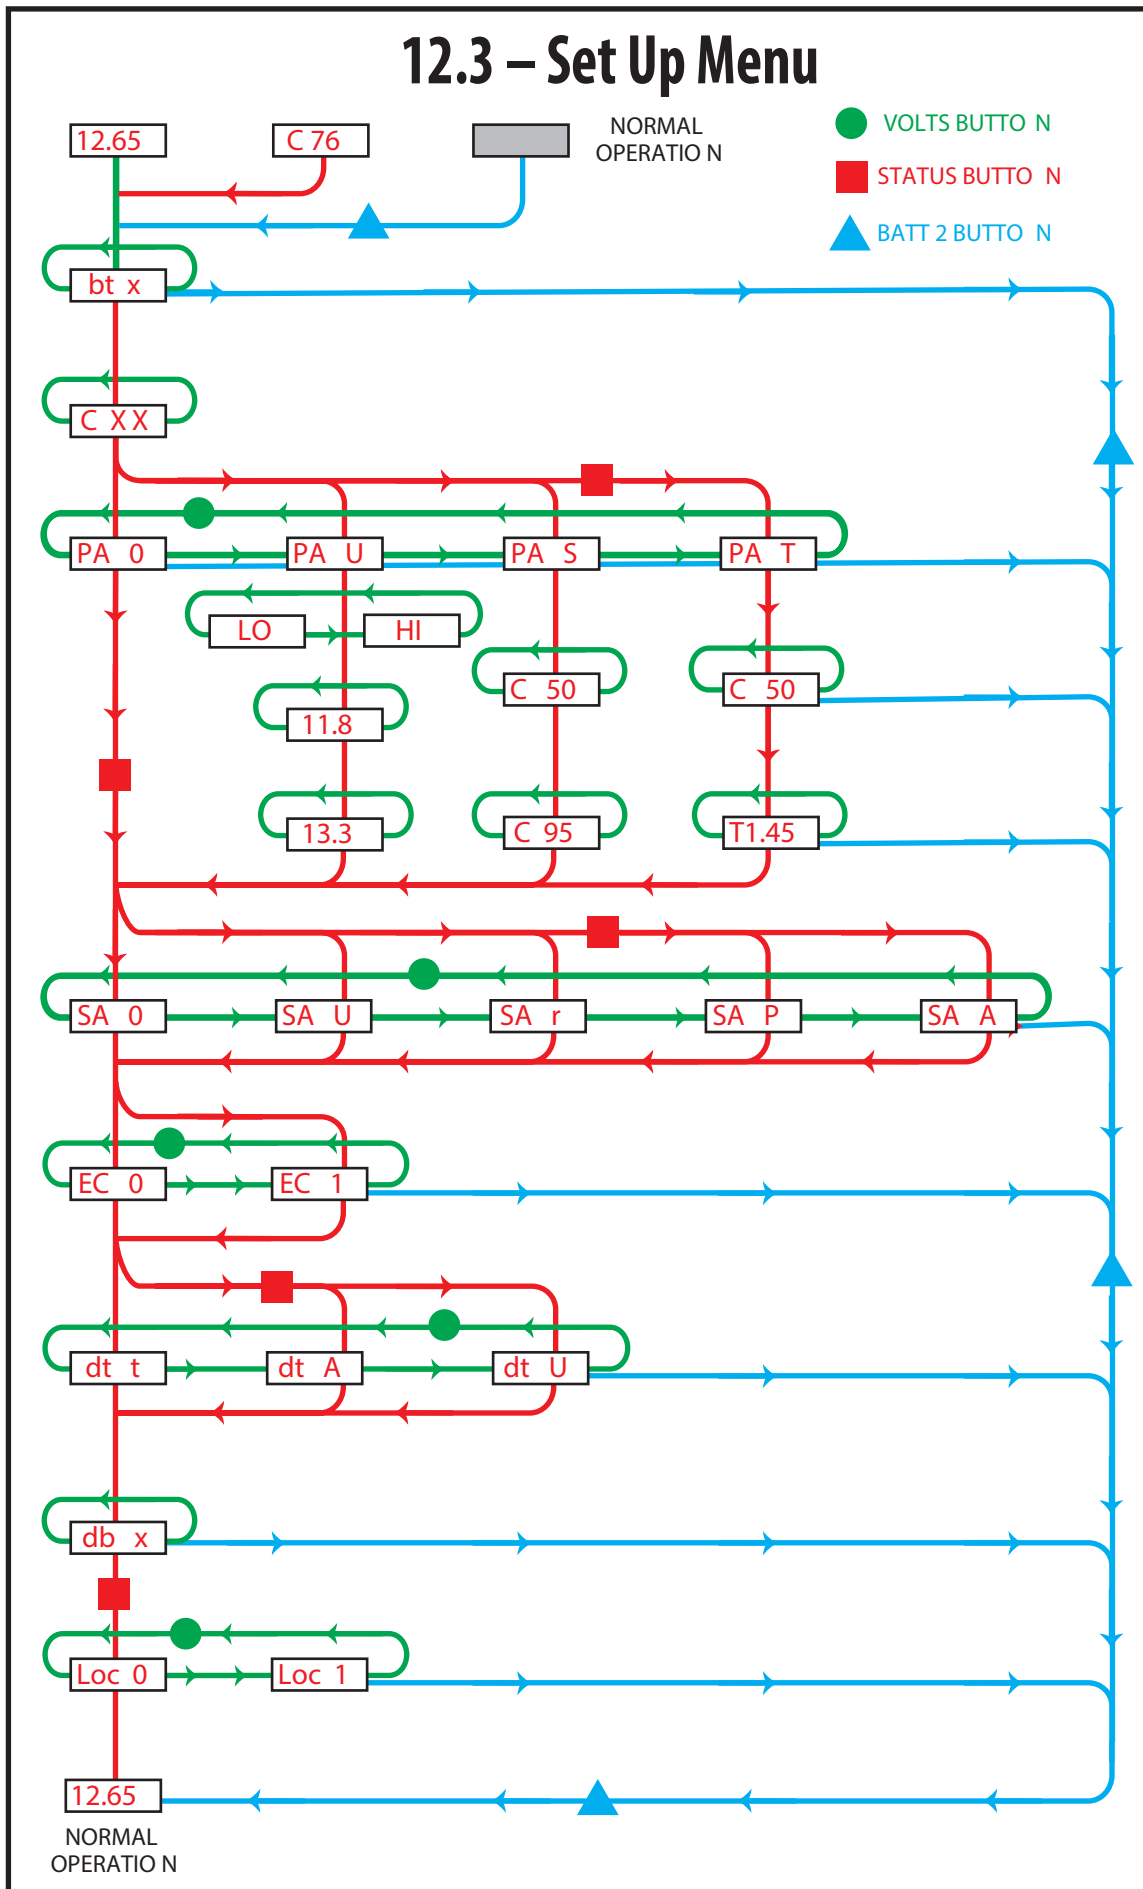 12.3 – Set Up Menu
12.65
C 76
NORMAL
OPERATIO N
VOLTS BUTTO N
STATUS BUTTO N
BATT 2 BUTTO N
bt x
C XX
PA 0
PA U
PA S
PA T
LO
HI
C 50
C 50
11.8
13.3
C 95
T1.45
SA 0
SA U
SA r
SA P
SA A
EC 0
EC 1
dt t
dt A
dt U
db x
Loc 0
Loc 1
12.65
NORMAL
OPERATIO N